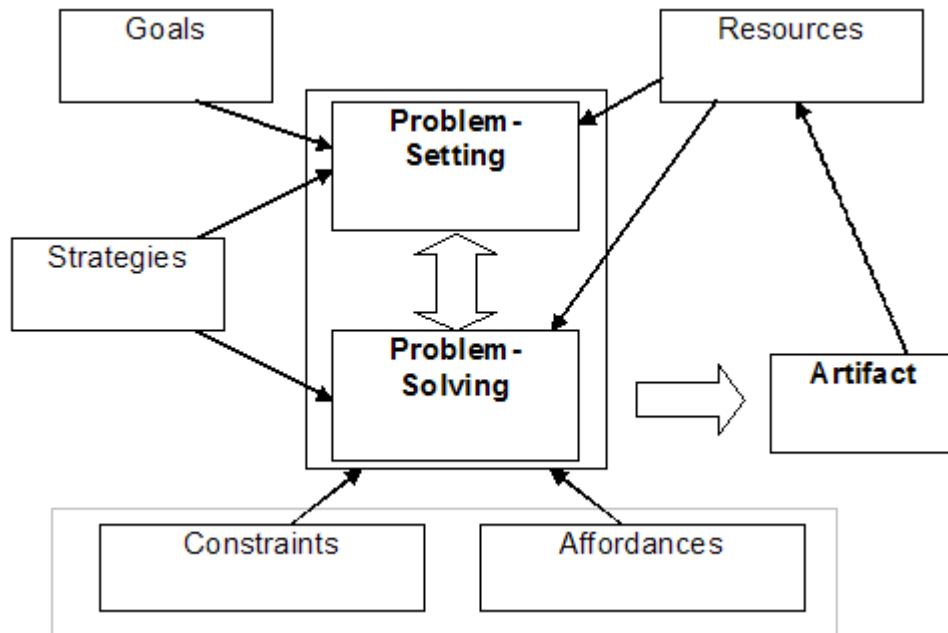 Goals
Resources
Problem-
Setting
Strategies
Problem-
Solving
Artifact
Constraints
Affordances